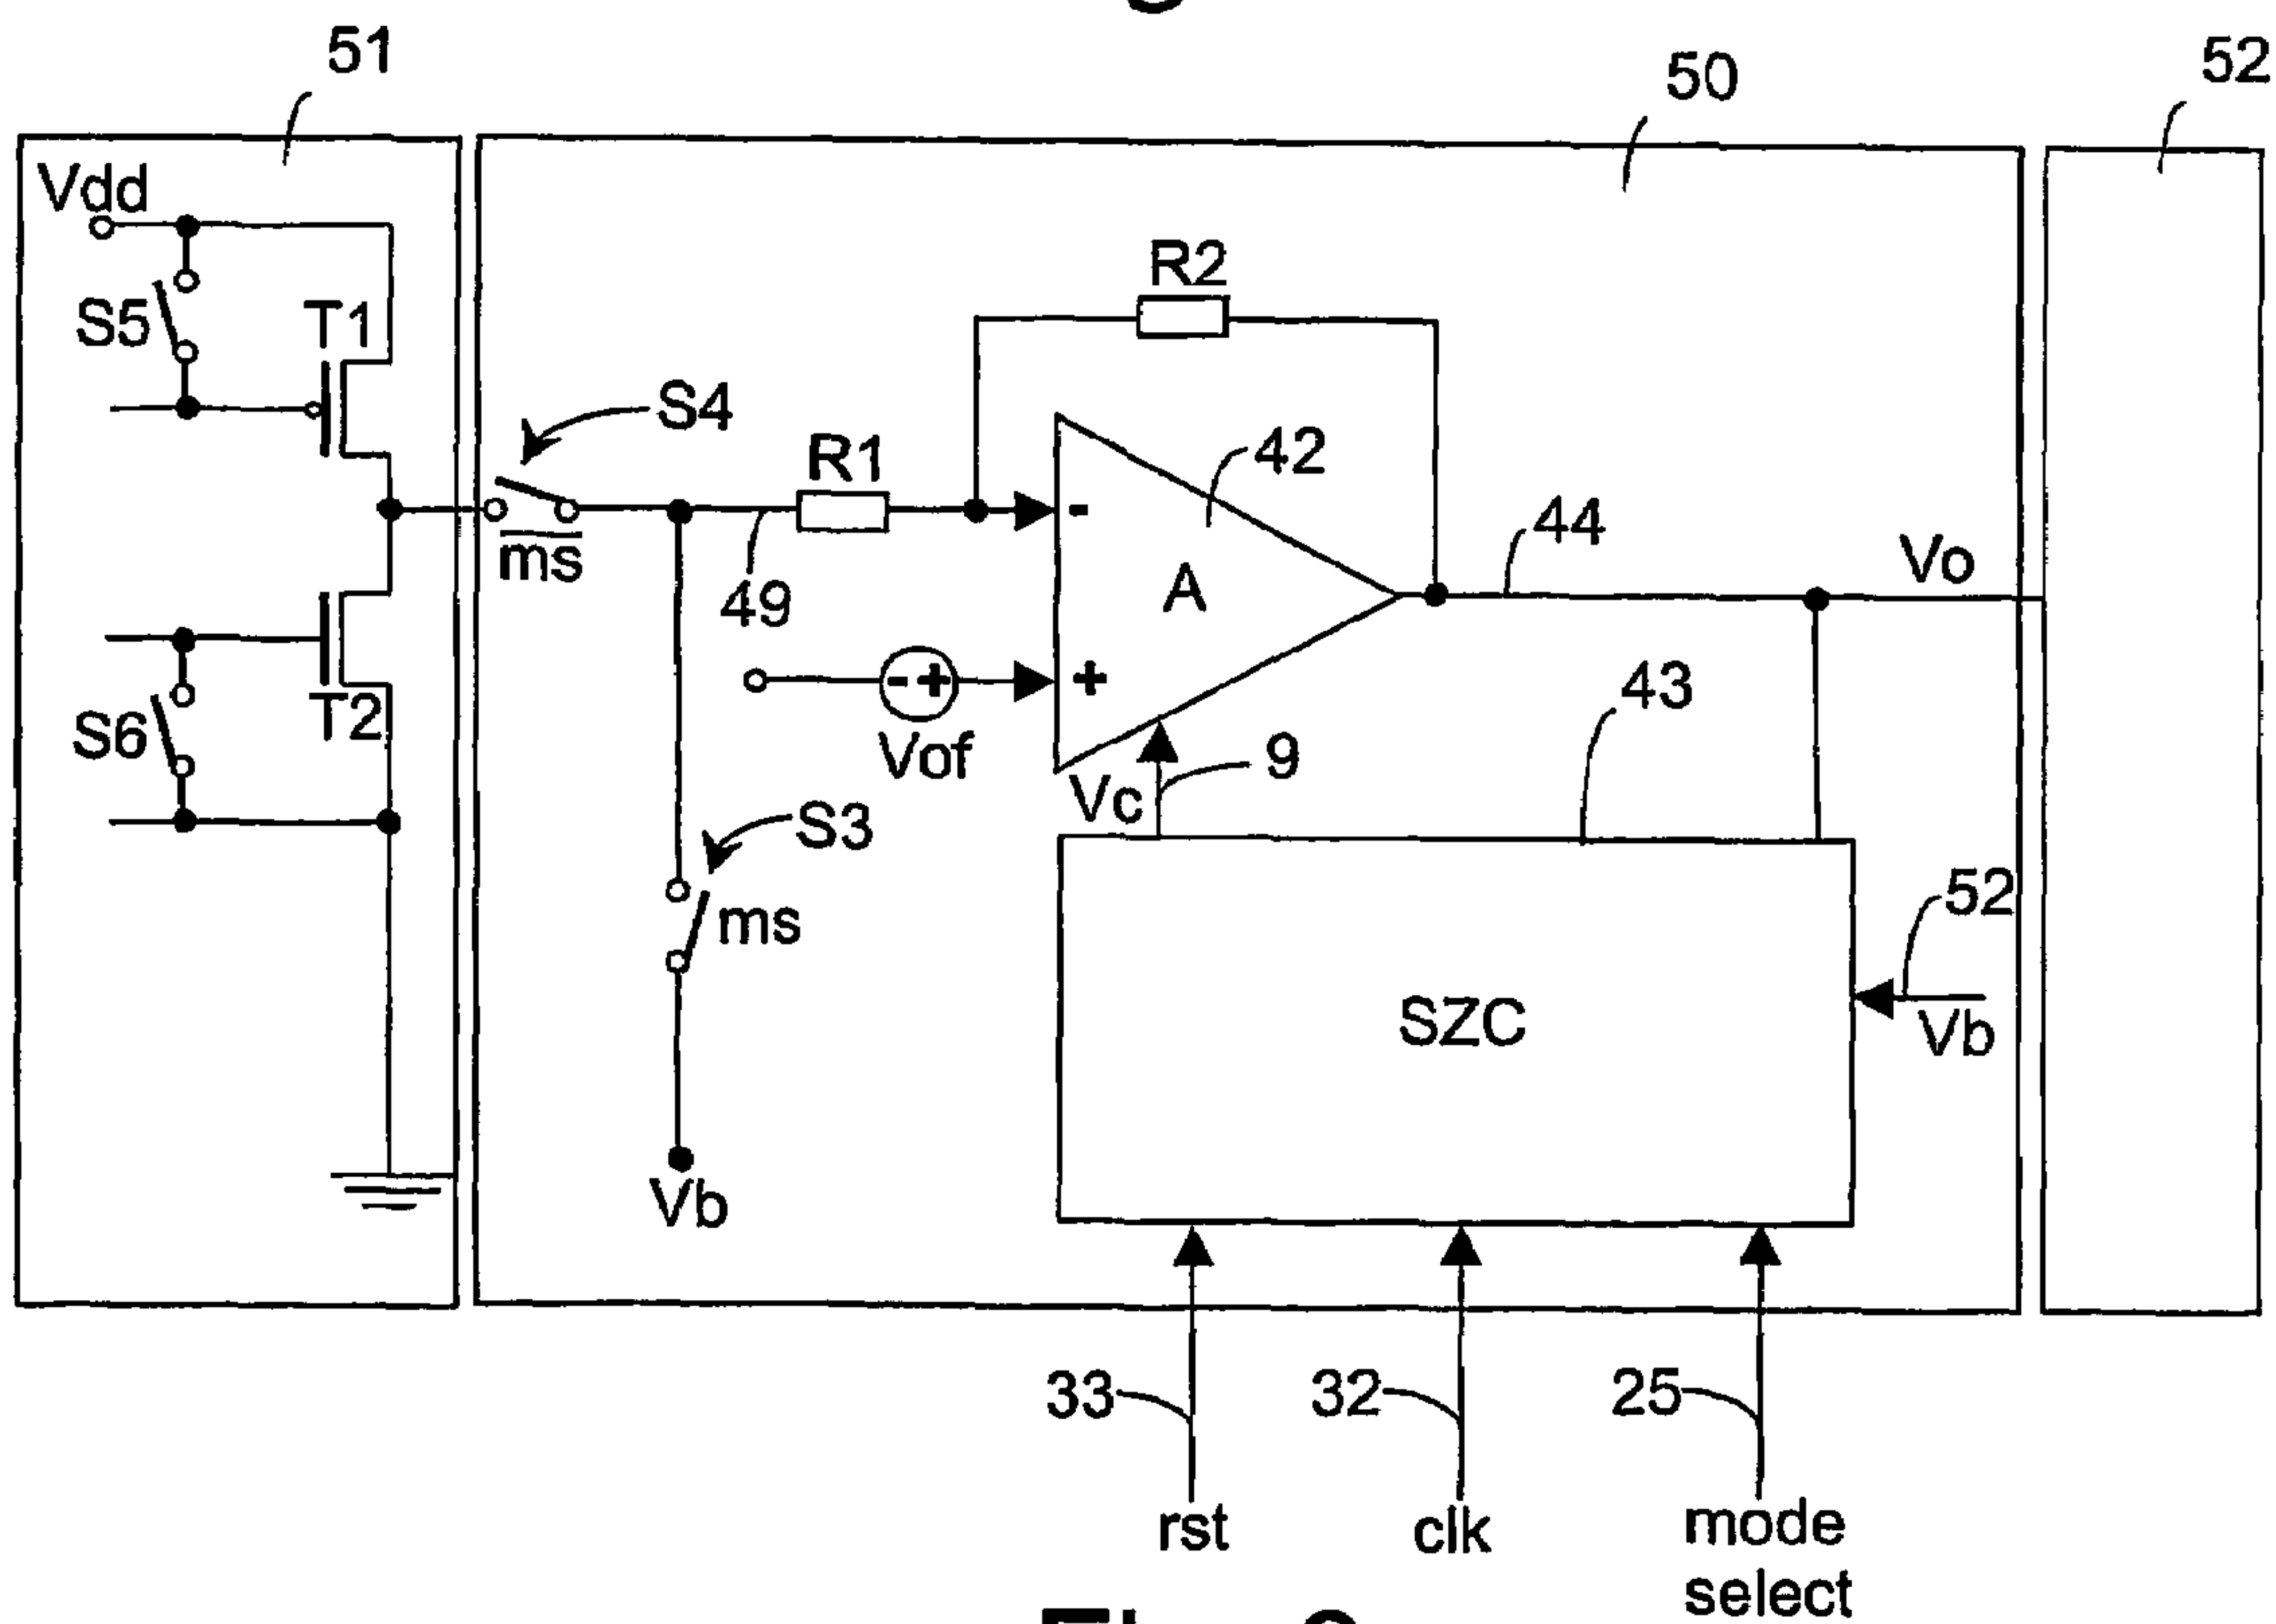 51
50
52
Vdd
S5
T1
R2
S4
R1
42
A
-
+
ms
49
44
Vo
43
T2
S6
- +
Vof
Vc
9
S3
ms
52
Vb
SZC
Vb
33
32
25
rst
clk
mode
select